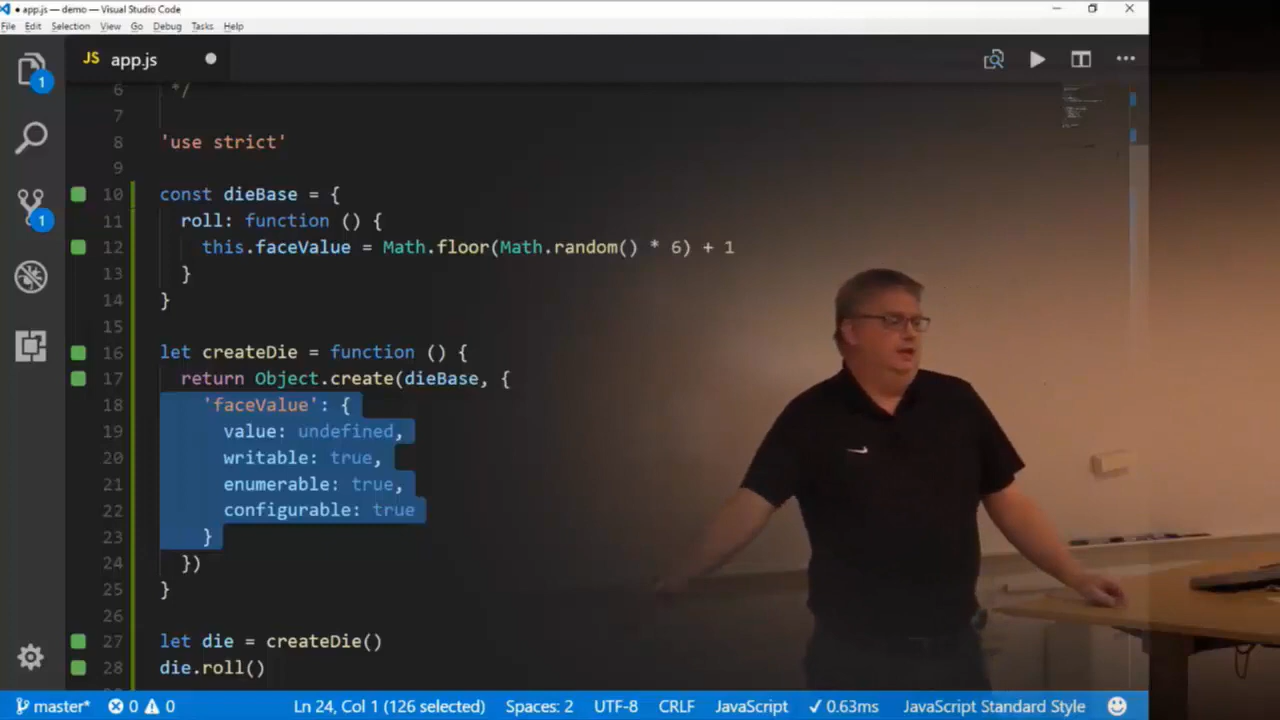 ● app.js — demo — Visual Studio Code
File Edit Selection View Go Debug Tasks Help
JS app.js ●
1
1
6 */
7
8 'use strict'
9
10 const dieBase = {
11 roll: function () {
12 this.faceValue = Math.floor(Math.random() * 6) + 1
13 }
14 }
15
16 let createDie = function () {
17 return Object.create(dieBase, {
18 'faceValue': {
19 value: undefined,
20 writable: true,
21 enumerable: true,
22 configurable: true
23 }
24 })
25 }
26
27 let die = createDie()
28 die.roll()
master* 0 0 Ln 24, Col 1 (126 selected) Spaces: 2 UTF-8 CRLF JavaScript ✓ 0.63ms JavaScript Standard Style